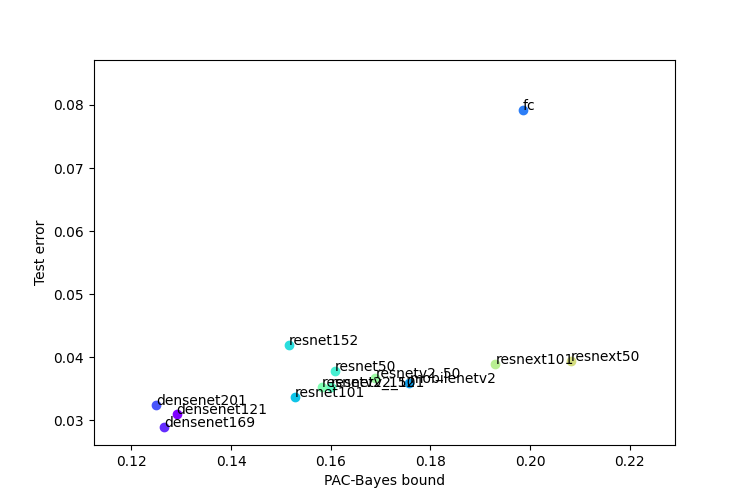 0.08
0.07
0.06
0.05
0.04
0.03
Test error
fc
resnet152
resnet50
resnext101
resnext50
resnetv2_50
mobilenetv2
resnet101
densenet201
densenet121
densenet169
0.12
0.14
0.16
0.18
0.20
0.22
PAC-Bayes bound